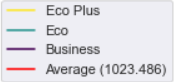 Eco Plus
Eco
Business
Average (1023.486)